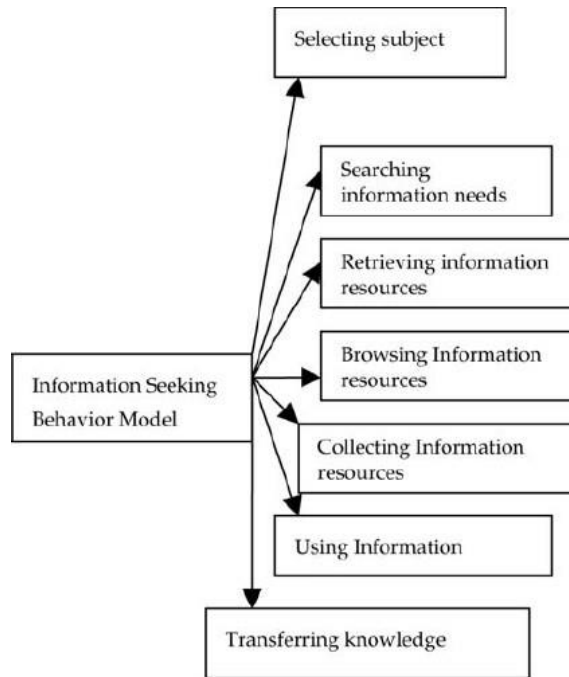 Selecting subject
Searching
information needs
Retrieving information
resources
Browsing Information
resources
Information Seeking
Behavior Model
Collecting Information
resources
Using Information
Transferring knowledge